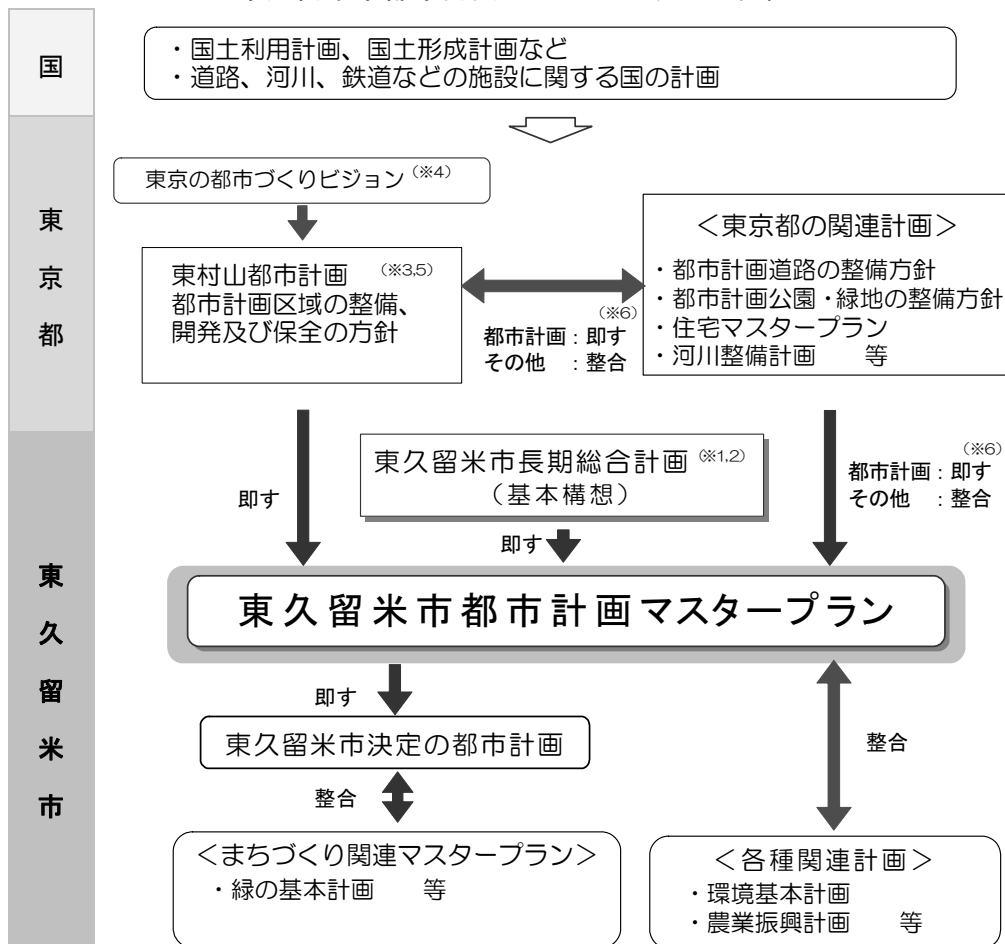 国
・国土利用計画、国土形成計画など
・道路、河川、鉄道などの施設に関する国の計画
東京都
東京の都市づくりビジョン（※4）
東村山都市計画　（※3,5）
都市計画区域の整備、
開発及び保全の方針
（※6）
都市計画：即す
その他　：整合
＜東京都の関連計画＞
・都市計画道路の整備方針
・都市計画公園・緑地の整備方針
・住宅マスタープラン
・河川整備計画　　等
東久留米市
即す
東久留米市長期総合計画（※1,2）
（基本構想）
即す
（※6）
都市計画：即す
その他　：整合
東久留米市都市計画マスタープラン
即す
東久留米市決定の都市計画
整合
整合
＜まちづくり関連マスタープラン＞
・緑の基本計画　　等
＜各種関連計画＞
・環境基本計画
・農業振興計画　　等